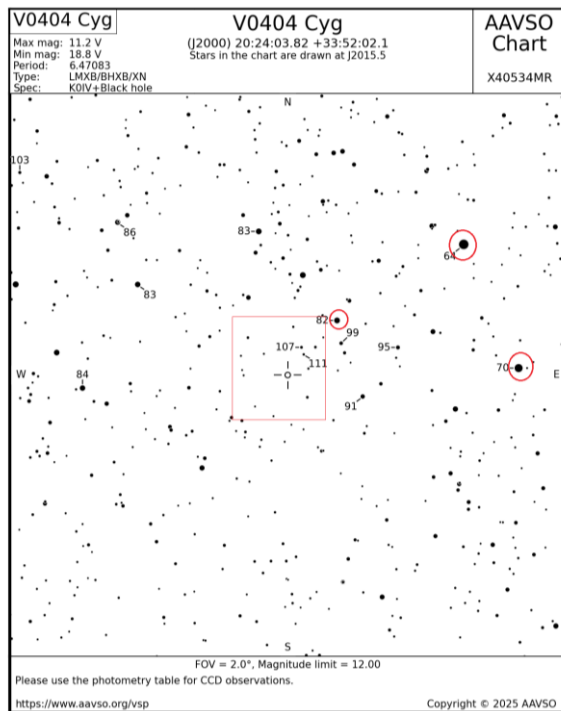 V0404 Cyg
Max mag: 11.2 V
Min mag: 18.8 V
Period: 6.47083
Type: LMXB/BHXB/XN
Spec: K0IV+Black hole
V0404 Cyg
(J2000) 20:24:03.82 +33:52:02.1
Stars in the chart are drawn at J2015.5
AAVSO
Chart
X40534MR
N
103
86
83
64
83
82
99
107
95
111
70
W
E
84
91
S
FOV = 2.0°, Magnitude limit = 12.00
Please use the photometry table for CCD observations.
https://www.aavso.org/vsp
Copyright © 2025 AAVSO